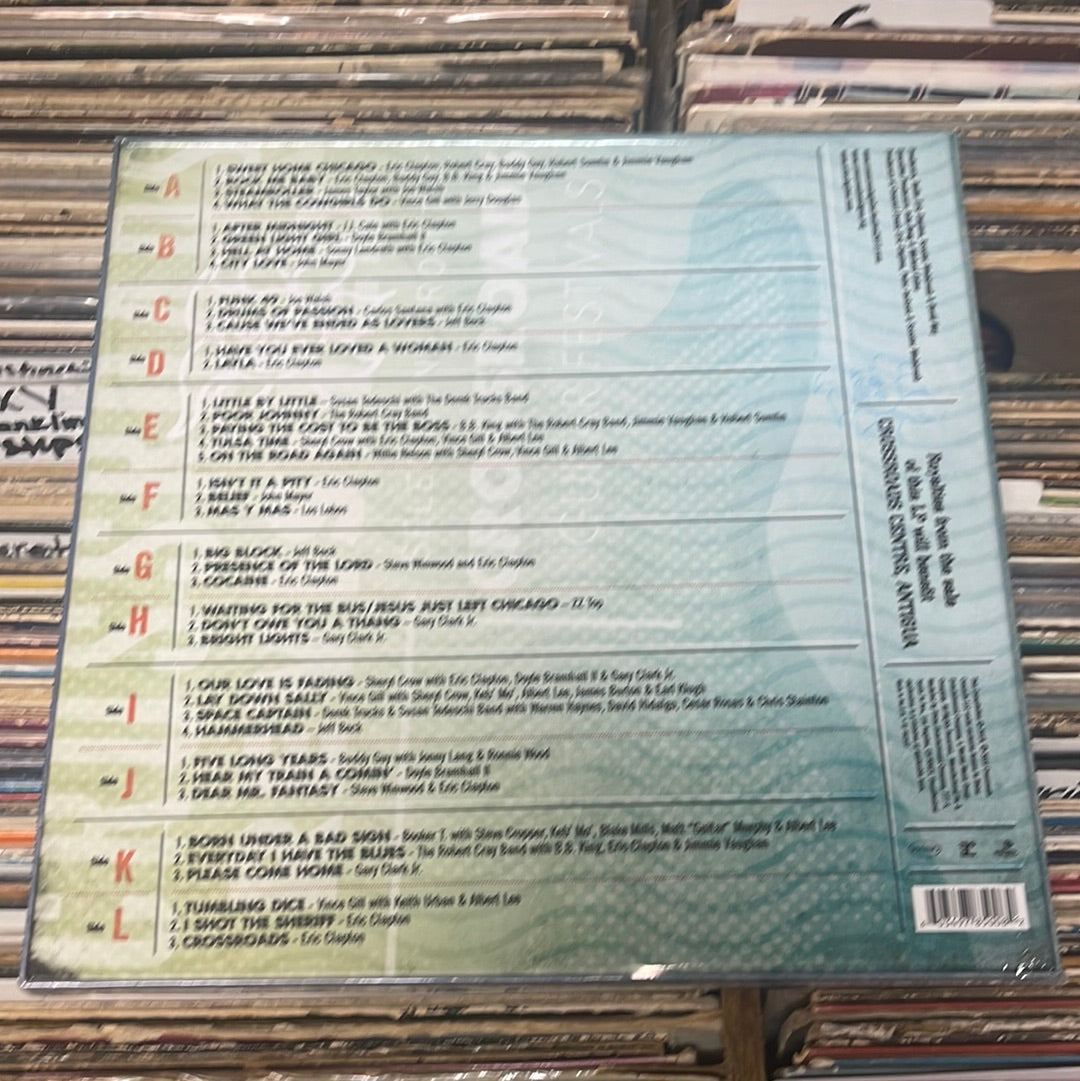 Side A
1. SWEET HOME CHICAGO - Eric Clapton, Robert Cray, Buddy Guy, Hubert Sumlin & Jimmie Vaughan
2. ROCK ME BABY - Eric Clapton, Buddy Guy, B.B. King & Jimmie Vaughan
3. STEAMROLLER - James Taylor with Joe Walsh
4. WHAT THE COWGIRLS DO - Vince Gill with Jerry Douglas
Side B
1. AFTER MIDNIGHT - J.J. Cale with Eric Clapton
2. GREEN LIGHT GIRL - Doyle Bramhall II
3. HELL AT HOME - Sonny Landreth with Eric Clapton
4. CITY LOVE - John Mayer
Side C
1. FUNK 49 - Joe Walsh
2. DRUMS OF PASSION - Carlos Santana with Eric Clapton
3. CAUSE WE'VE ENDED AS LOVERS - Jeff Beck
Side D
1. HAVE YOU EVER LOVED A WOMAN - Eric Clapton
2. LAYLA - Eric Clapton
Side E
1. LITTLE BY LITTLE - Susan Tedeschi with The Derek Trucks Band
2. POOR JOHNNY - The Robert Cray Band
3. PAYING THE COST TO BE THE BOSS - B.B. King with The Robert Cray Band, Jimmie Vaughan & Hubert Sumlin
4. TULSA TIME - Sheryl Crow with Eric Clapton, Vince Gill & Albert Lee
5. ON THE ROAD AGAIN - Willie Nelson with Sheryl Crow, Vince Gill & Albert Lee
Side F
1. ISN'T IT A PITY - Eric Clapton
2. BELIEF - John Mayer
3. MAS Y MAS - Los Lobos
Side G
1. BIG BLOCK - Jeff Beck
2. PRESENCE OF THE LORD - Steve Winwood and Eric Clapton
3. COCAINE - Eric Clapton
Side H
1. WAITING FOR THE BUS/JESUS JUST LEFT CHICAGO - ZZ Top
2. DON'T OWE YOU A THANG - Gary Clark Jr.
3. BRIGHT LIGHTS - Gary Clark Jr.
Side I
1. OUR LOVE IS FADING - Sheryl Crow with Eric Clapton, Doyle Bramhall II & Gary Clark Jr.
2. LAY DOWN SALLY - Vince Gill with Sheryl Crow, Keb' Mo', Albert Lee, James Burton & Earl Klugh
3. SPACE CAPTAIN - Derek Trucks & Susan Tedeschi Band with Warren Haynes, David Hidalgo, Cesar Rosas & Chris Stainton
4. HAMMERHEAD - Jeff Beck
Side J
1. FIVE LONG YEARS - Buddy Guy with Jonny Lang & Ronnie Wood
2. HEAR MY TRAIN A COMIN' - Doyle Bramhall II
3. DEAR MR. FANTASY - Steve Winwood & Eric Clapton
Side K
1. BORN UNDER A BAD SIGN - Booker T. with Steve Cropper, Keb' Mo', Blake Mills, Matt "Guitar" Murphy & Albert Lee
2. EVERYDAY I HAVE THE BLUES - The Robert Cray Band with B.B. King, Eric Clapton & Jimmie Vaughan
3. PLEASE COME HOME - Gary Clark Jr.
Side L
1. TUMBLING DICE - Vince Gill with Keith Urban & Albert Lee
2. I SHOT THE SHERIFF - Eric Clapton
3. CROSSROADS - Eric Clapton
Royalties from the sale
of this LP will benefit
CROSSROADS CENTRE ANTIGUA